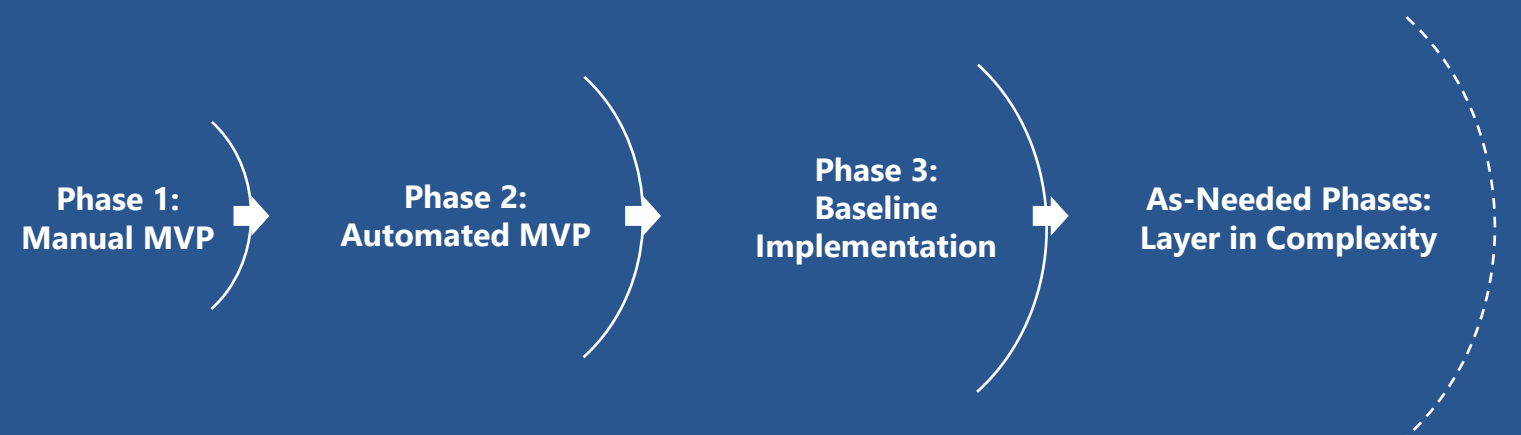 Phase 1:
Manual MVP
Phase 2:
Automated MVP
Phase 3:
Baseline
Implementation
As-Needed Phases:
Layer in Complexity